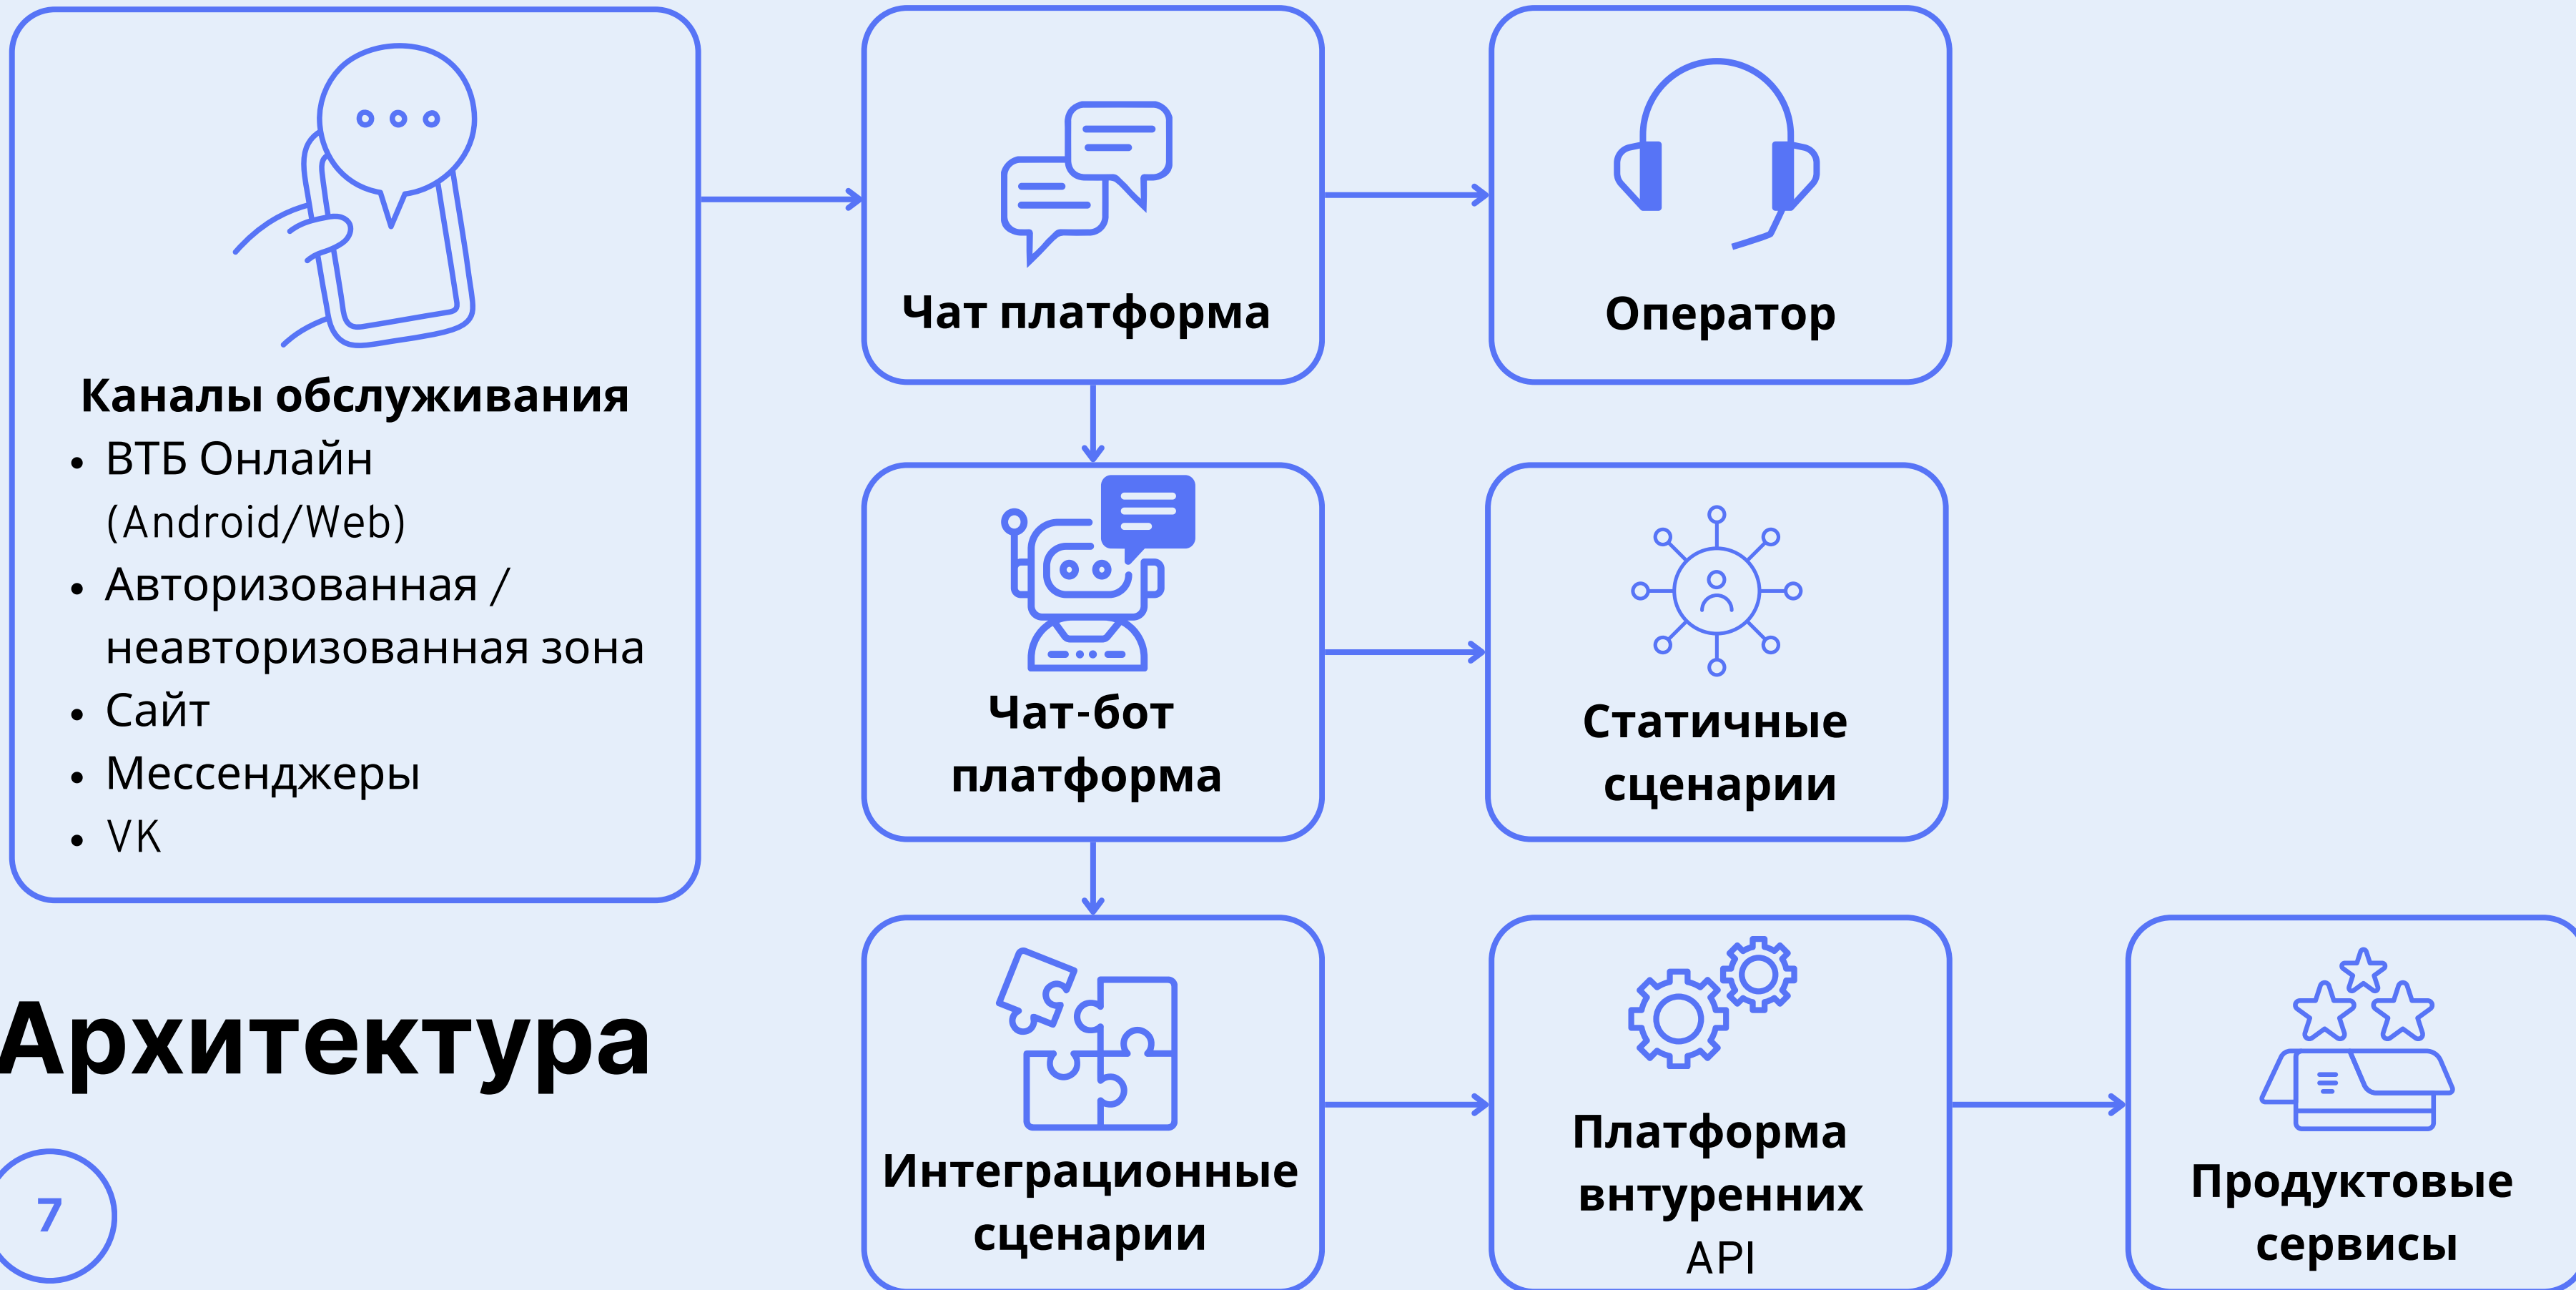 Каналы обслуживания
• ВТБ Онлайн
(Android/Web)
• Авторизованная /
неавторизованная зона
• Сайт
• Мессенджеры
• VK
Чат платформа
Оператор
Чат-бот
платформа
Статичные
сценарии
Архитектура
7
Интеграционные
сценарии
Платформа
внтуренних
API
Продуктовые
сервисы